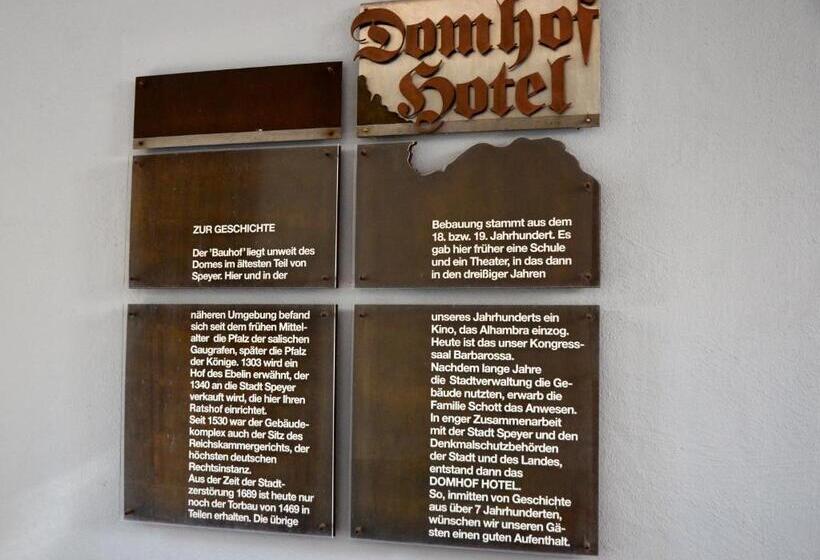 Domhof
Hotel
ZUR GESCHICHTE
Der 'Bauhof' liegt unweit des
Domes im ältesten Teil von
Speyer. Hier und in der
näheren Umgebung befand
sich seit dem frühen Mittel-
alter die Pfalz der salischen
Gaugrafen, später die Pfalz
der Könige. 1303 wird ein
Hof des Ebelin erwähnt, der
1340 an die Stadt Speyer
verkauft wird, die hier Ihren
Ratshof einrichtet.
Seit 1530 war der Gebäude-
komplex auch der Sitz des
Reichskammergerichts, der
höchsten deutschen
Rechtsinstanz.
Aus der Zeit der Stadt-
zerstörung 1689 ist heute nur
noch der Torbau von 1469 in
Teilen erhalten. Die übrige
Bebauung stammt aus dem
18. bzw. 19. Jahrhundert. Es
gab hier früher eine Schule
und ein Theater, in das dann
in den dreißiger Jahren
unseres Jahrhunderts ein
Kino, das Alhambra einzog.
Heute ist das unser Kongress-
saal Barbarossa.
Nachdem lange Jahre
die Stadtverwaltung die Ge-
bäude nutzten, erwarb die
Familie Schott das Anwesen.
In enger Zusammenarbeit
mit der Stadt Speyer und den
Denkmalschutzbehörden
der Stadt und des Landes,
entstand dann das
DOMHOF HOTEL.
So, inmitten von Geschichte
aus über 7 Jahrhunderten,
wünschen wir unseren Gä-
sten einen guten Aufenthalt.